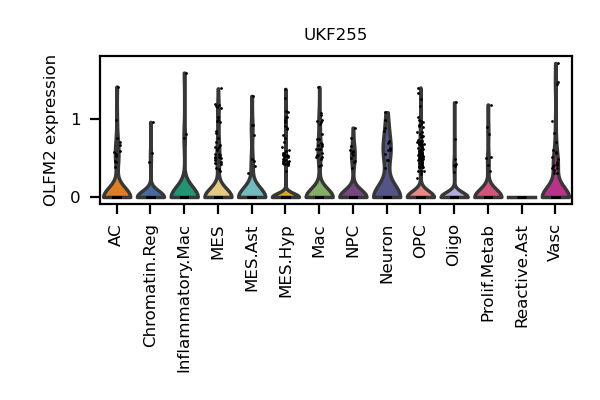 UKF255
OLFM2 expression
1
0
AC
Chromatin.Reg
Inflammatory.Mac
MES
MES.Ast
MES.Hyp
Mac
NPC
Neuron
OPC
Oligo
Prolif.Metab
Reactive.Ast
Vasc